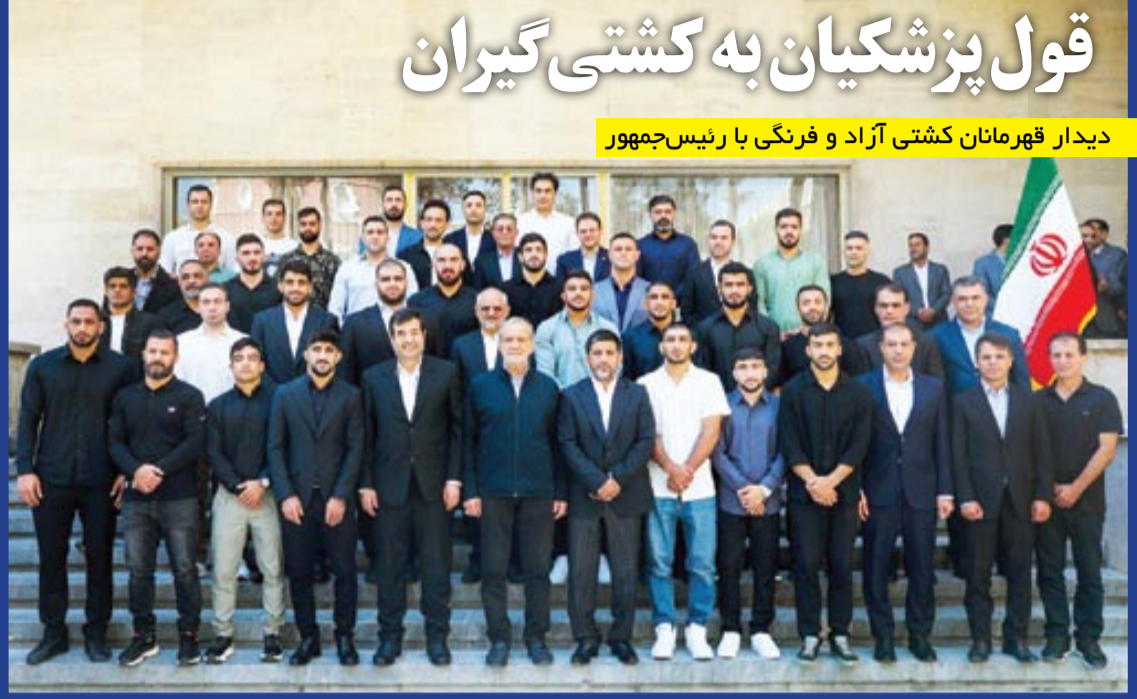 قول پزشکیان به کشتی‌گیران
دیدار قهرمانان کشتی آزاد و فرنگی با رئیس‌جمهور